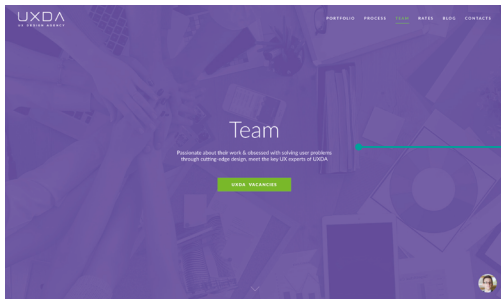 UXDA
UX DESIGN AGENCY
PORTFOLIO PROCESS TEAM RATES BLOG CONTACTS
Team
Passionate about their work & obsessed with solving user problems
through cutting-edge design, meet the key UX experts of UXDA
UXDA VACANCIES